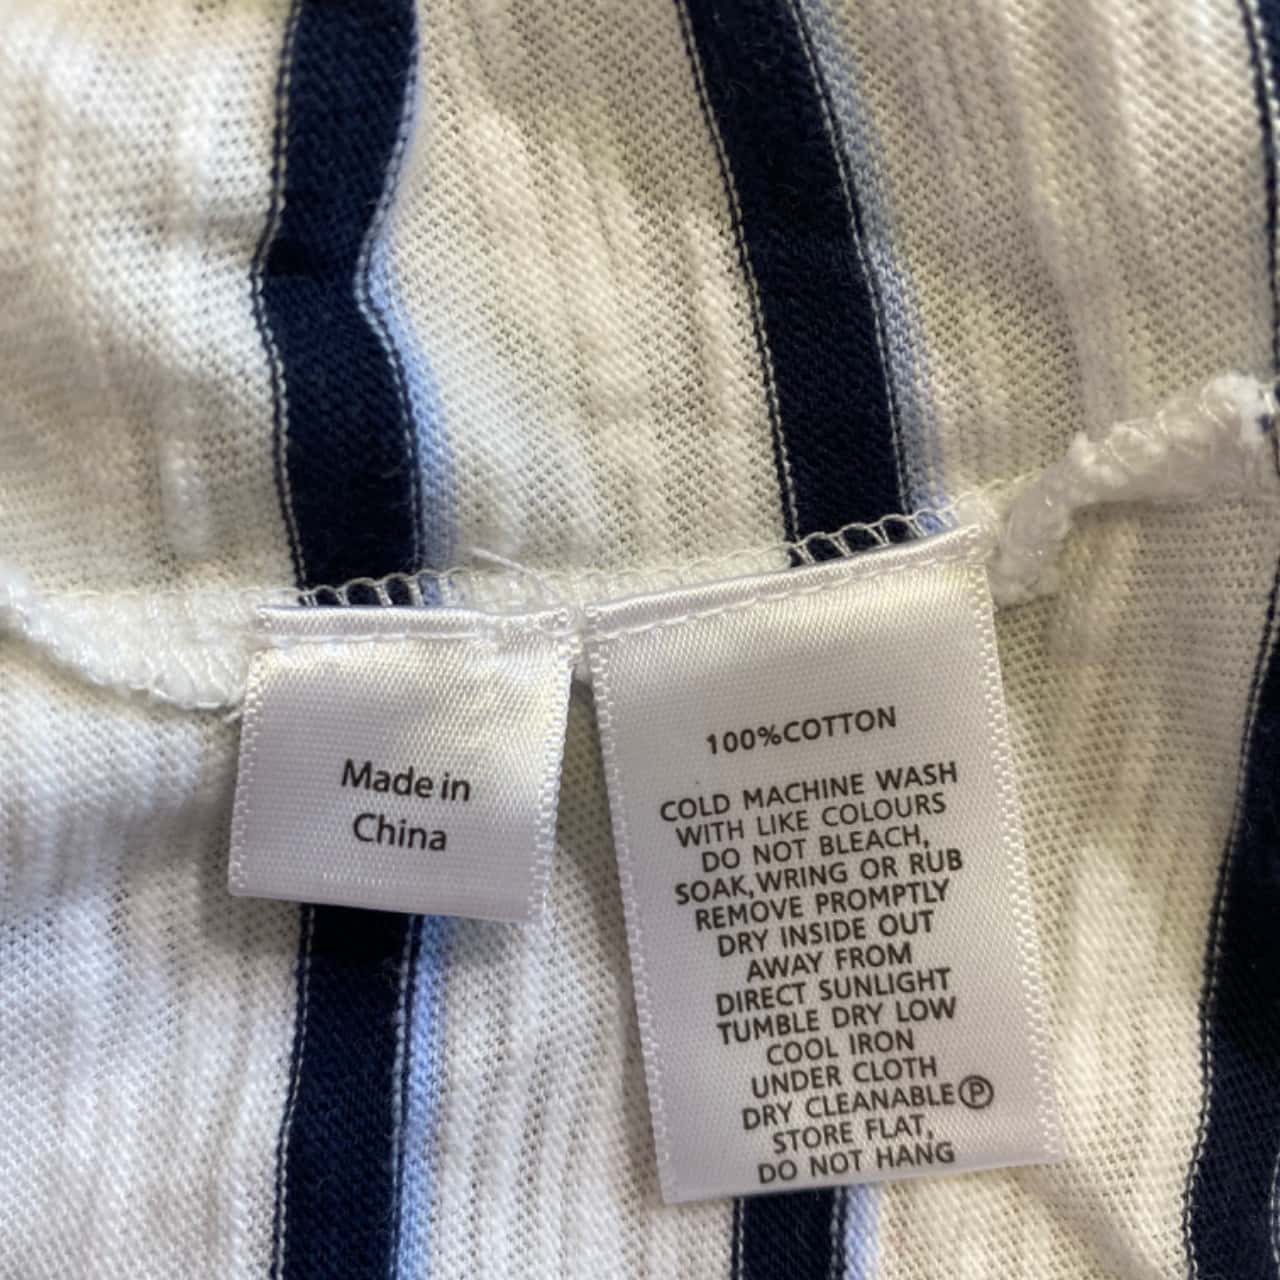 Made in
China
100%COTTON
COLD MACHINE WASH
WITH LIKE COLOURS
DO NOT BLEACH,
SOAK,WRING OR RUB
REMOVE PROMPTLY
DRY INSIDE OUT
AWAY FROM
DIRECT SUNLIGHT
TUMBLE DRY LOW
COOL IRON
UNDER CLOTH
DRY CLEANABLE Ⓟ
STORE FLAT,
DO NOT HANG